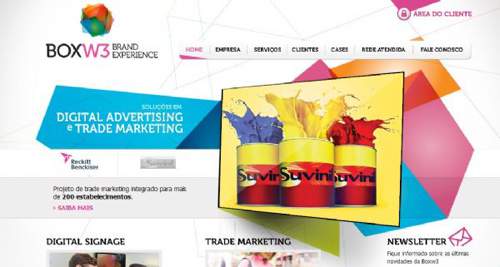 ÁREA DO CLIENTE
BOXW3 BRAND EXPERIENCE
HOME EMPRESA SERVIÇOS CLIENTES CASES REDE ATENDIDA FALE CONOSCO
SOLUÇÕES EM
DIGITAL ADVERTISING
e TRADE MARKETING
Reckitt
Benckiser
Suvinil
Suvinil
Projeto de trade marketing integrado para mais
de 200 estabelecimentos.
> SAIBA MAIS
DIGITAL SIGNAGE
TRADE MARKETING
NEWSLETTER
Fique informado sobre as últimas
novidades da Boxw3